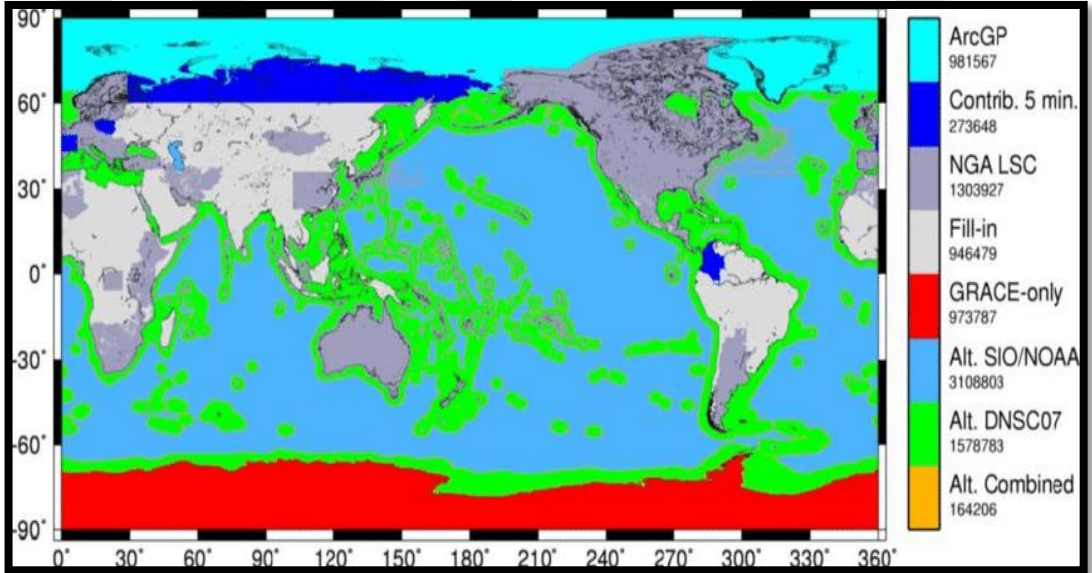 90°
60°
30°
0°
-30°
-60°
-90°
0° 30° 60° 90° 120° 150° 180° 210° 240° 270° 300° 330° 360°
ArcGP
981567
Contrib. 5 min.
273648
NGA LSC
1303927
Fill-in
946479
GRACE-only
973787
Alt. SIO/NOAA
3108803
Alt. DNSC07
1578783
Alt. Combined
164206